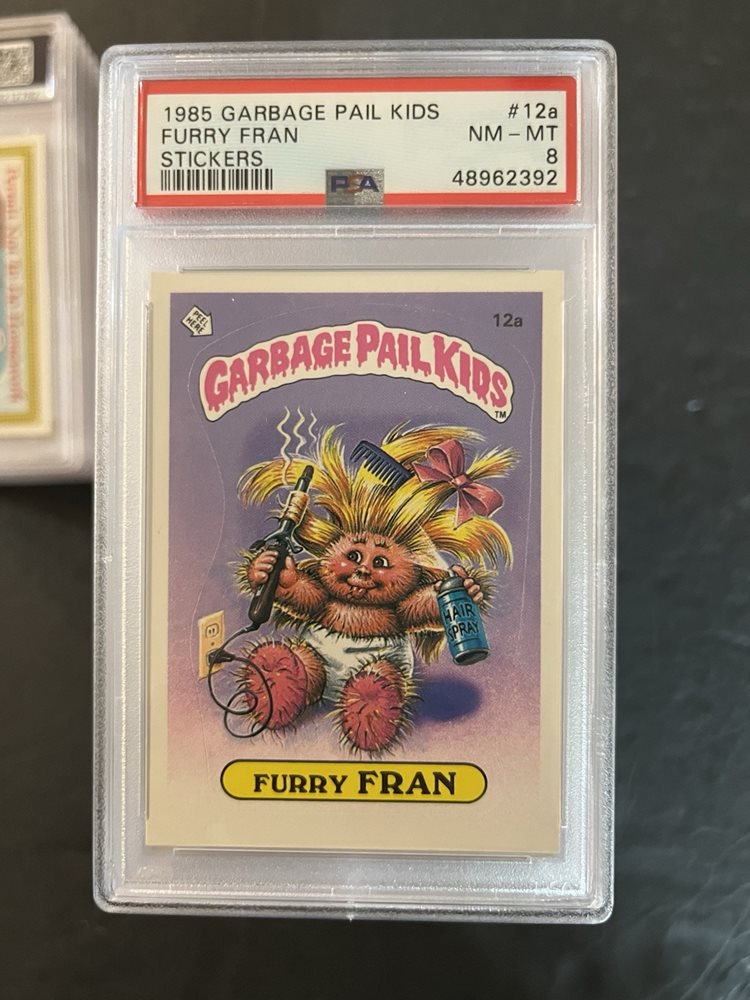 1985 GARBAGE PAIL KIDS #12a
FURRY FRAN NM - MT
STICKERS 8
PSA 48962392
PEEL
HERE
12a
GARBAGE PAIL KIDS
TM
HAIR
SPRAY
FURRY FRAN